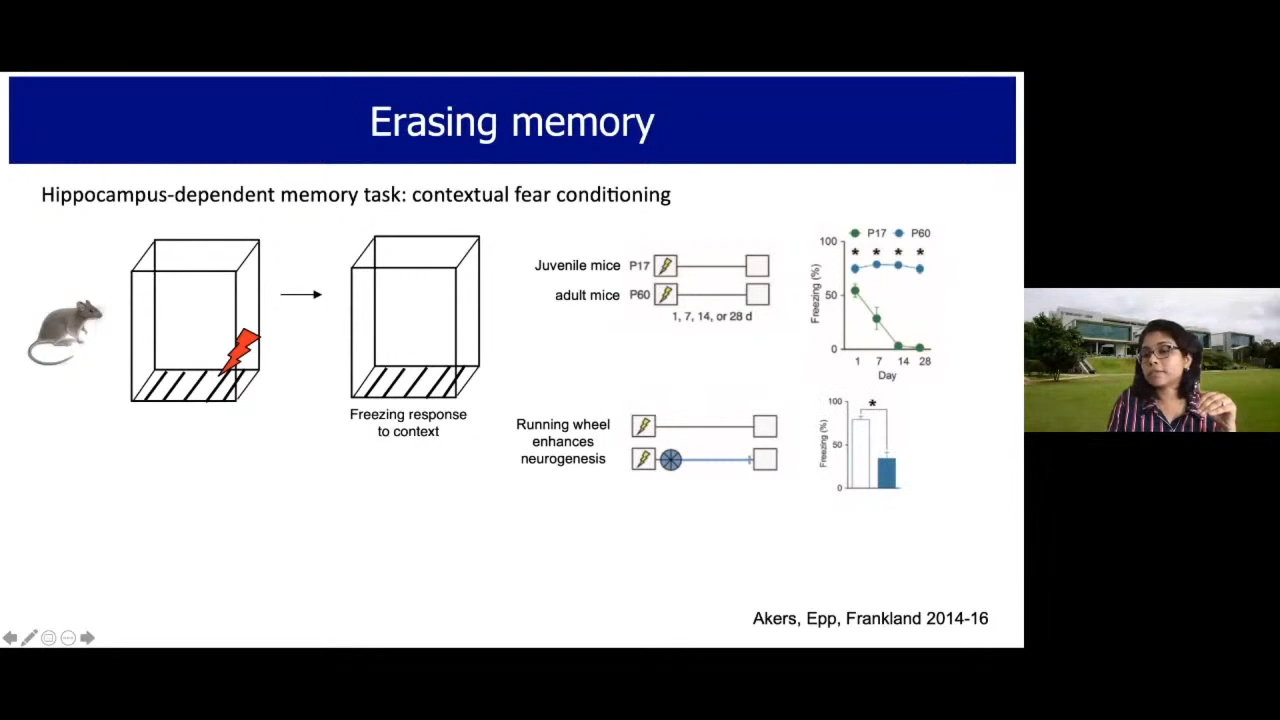 Erasing memory
Hippocampus-dependent memory task: contextual fear conditioning
Freezing response
to context
Juvenile mice P17
adult mice P60
1, 7, 14, or 28 d
P17 P60
Freezing (%)
100
50
0
* * * *
1 7 14 28
Day
Running wheel
enhances
neurogenesis
Freezing (%)
100
50
0
*
Akers, Epp, Frankland 2014-16